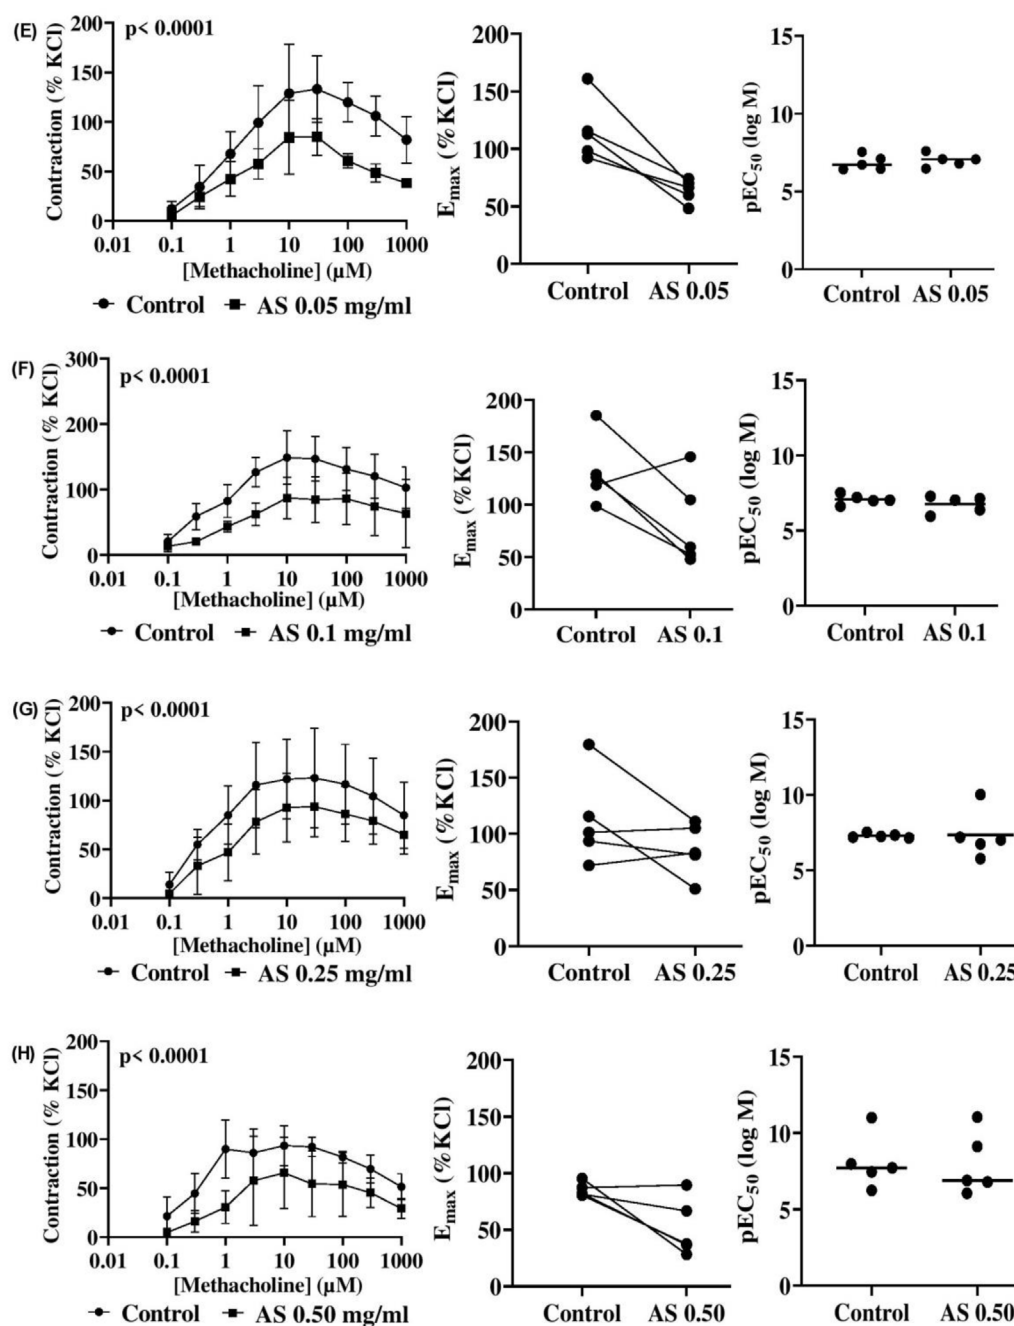 (E)
p< 0.0001
Contraction (% KCl)
200
150
100
50
0
0.01 0.1 1 10 100 1000
[Methacholine] (µM)
Control AS 0.05 mg/ml
Emax (%KCl)
200
150
100
50
0
Control AS 0.05
pEC50 (log M)
15
10
5
0
Control AS 0.05
(F)
p< 0.0001
Contraction (% KCl)
300
200
100
0
0.01 0.1 1 10 100 1000
[Methacholine] (µM)
Control AS 0.1 mg/ml
Emax (%KCl)
200
150
100
50
0
Control AS 0.1
pEC50 (log M)
15
10
5
0
Control AS 0.1
(G)
p< 0.0001
Contraction (% KCl)
200
150
100
50
0
0.01 0.1 1 10 100 1000
[Methacholine] (µM)
Control AS 0.25 mg/ml
Emax (%KCl)
200
150
100
50
0
Control AS 0.25
pEC50 (log M)
15
10
5
0
Control AS 0.25
(H)
p< 0.0001
Contraction (% KCl)
200
150
100
50
0
0.01 0.1 1 10 100 1000
[Methacholine] (µM)
Control AS 0.50 mg/ml
Emax (%KCl)
200
150
100
50
0
Control AS 0.50
pEC50 (log M)
15
10
5
0
Control AS 0.50